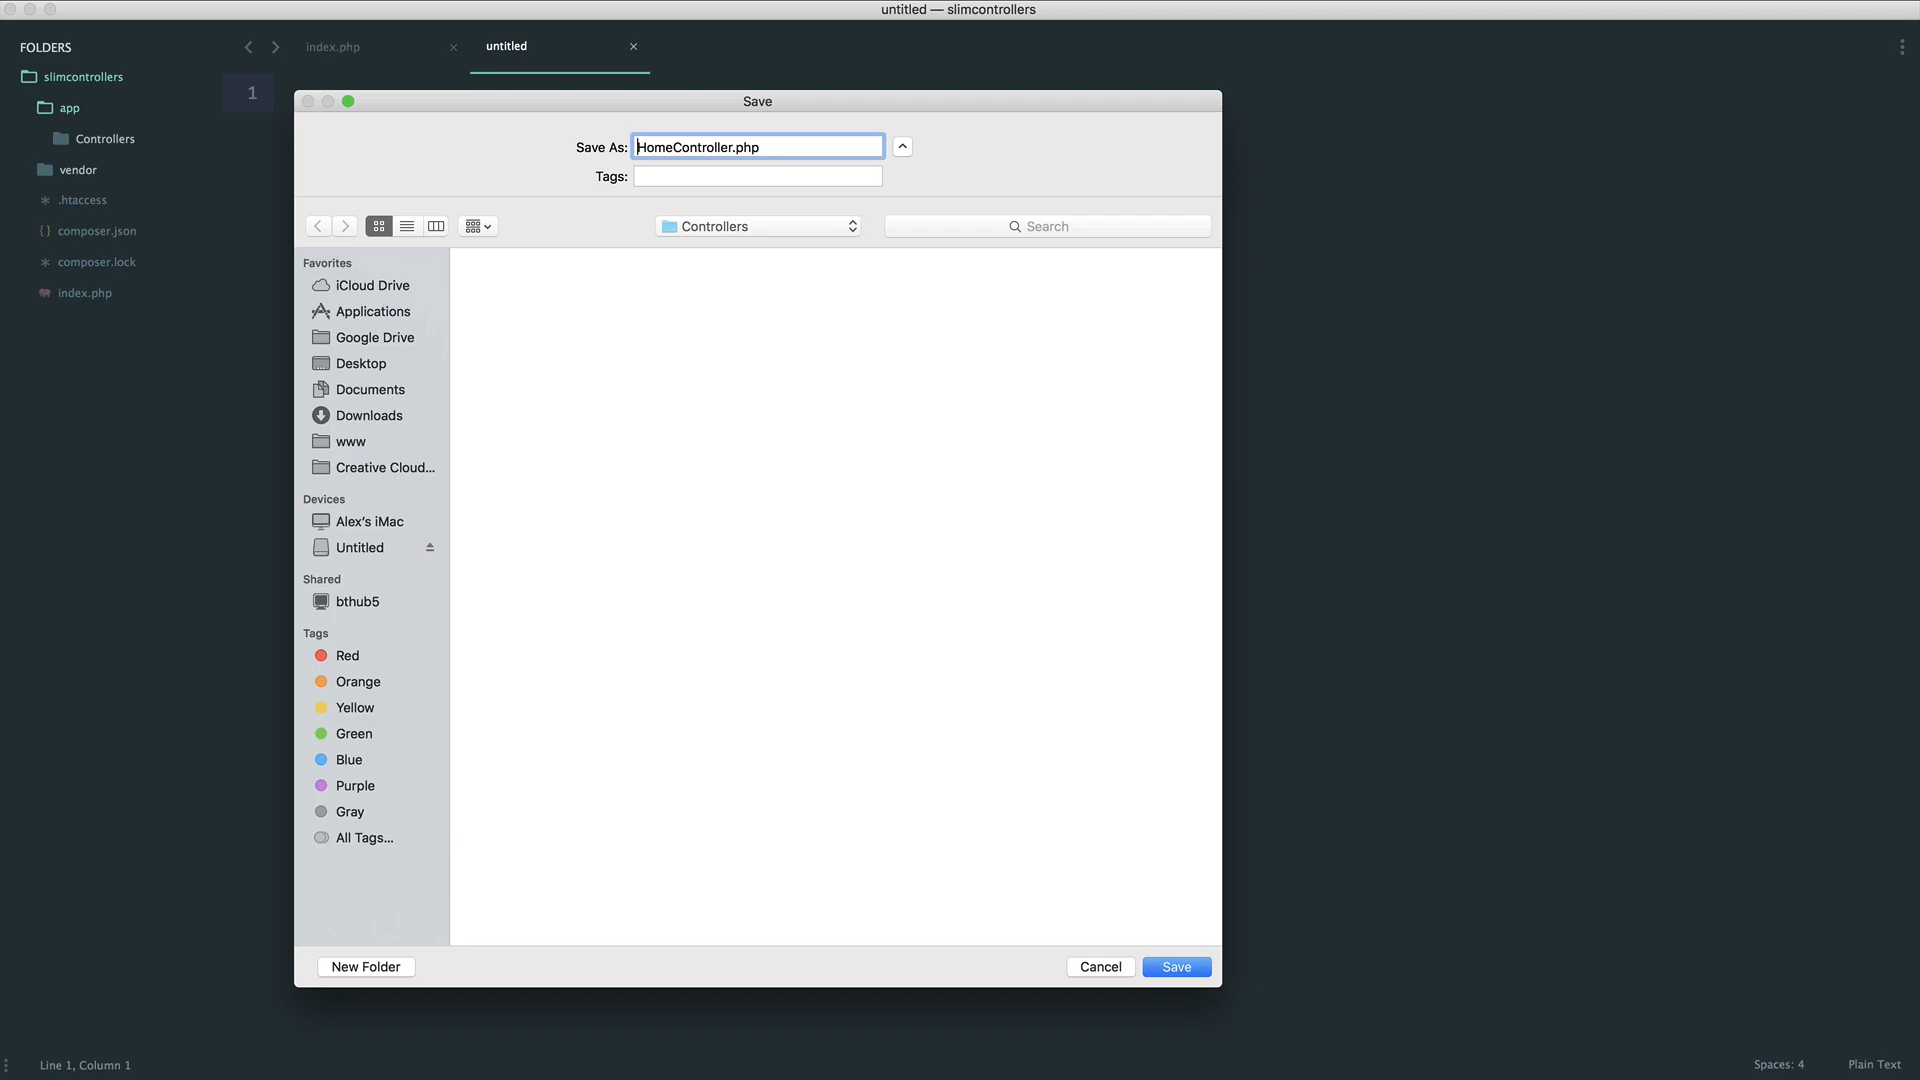 untitled — slimcontrollers
FOLDERS
slimcontrollers
app
Controllers
vendor
.htaccess
composer.json
composer.lock
index.php
index.php
untitled
1
Save
Save As: HomeController.php
Tags:
Controllers
Search
Favorites
iCloud Drive
Applications
Google Drive
Desktop
Documents
Downloads
www
Creative Cloud...
Devices
Alex's iMac
Untitled
Shared
bthub5
Tags
Red
Orange
Yellow
Green
Blue
Purple
Gray
All Tags...
New Folder
Cancel
Save
Line 1, Column 1
Spaces: 4
Plain Text